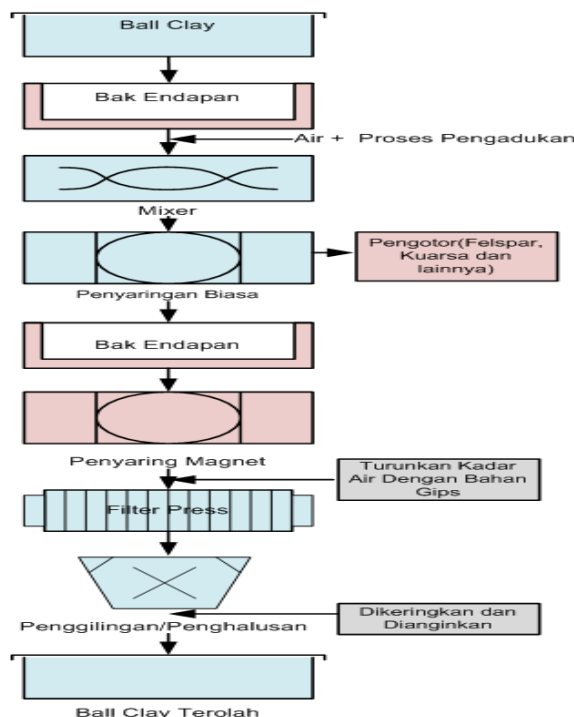 Ball Clay
Bak Endapan
Air + Proses Pengadukan
Mixer
Pengotor(Felspar,
Kuarsa dan
lainnya)
Penyaringan Biasa
Bak Endapan
Penyaring Magnet
Turunkan Kadar
Air Dengan Bahan
Gips
Filter Press
Penggilingan/Penghalusan
Dikeringkan dan
Dianginkan
Ball Clay Terolah